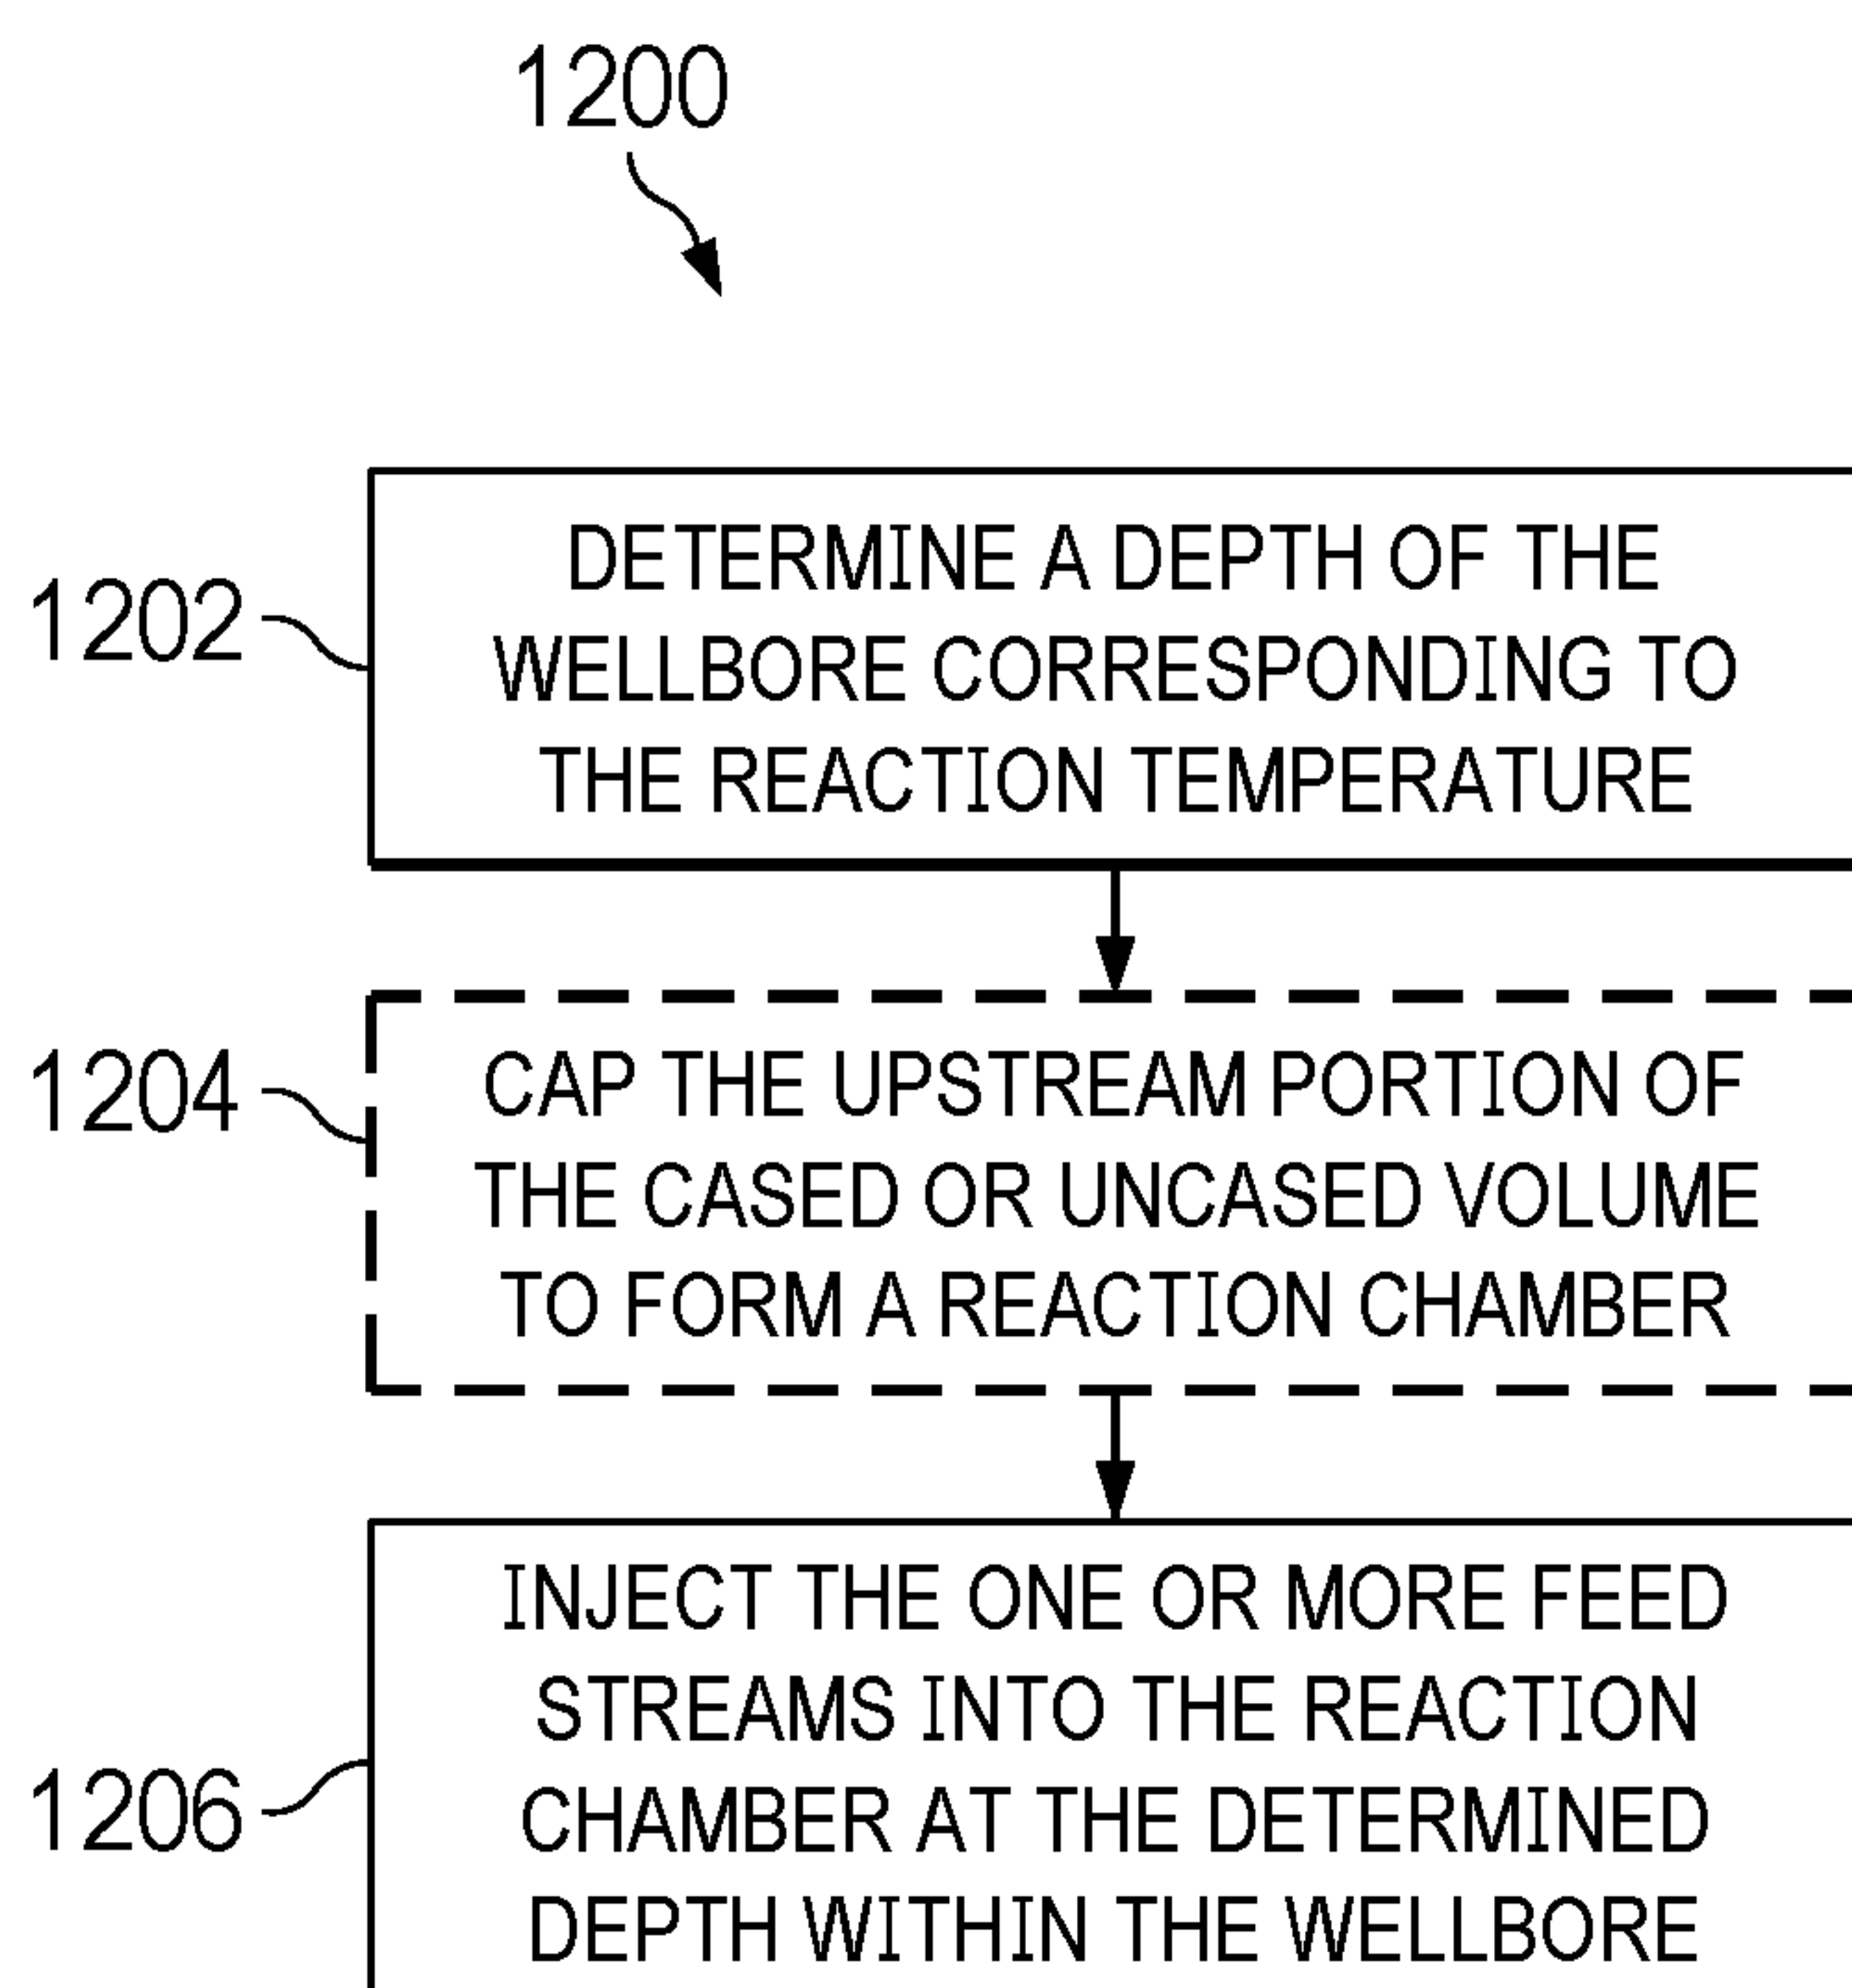 1200
1202
DETERMINE A DEPTH OF THE
WELLBORE CORRESPONDING TO
THE REACTION TEMPERATURE
1204
CAP THE UPSTREAM PORTION OF
THE CASED OR UNCASED VOLUME
TO FORM A REACTION CHAMBER
1206
INJECT THE ONE OR MORE FEED
STREAMS INTO THE REACTION
CHAMBER AT THE DETERMINED
DEPTH WITHIN THE WELLBORE